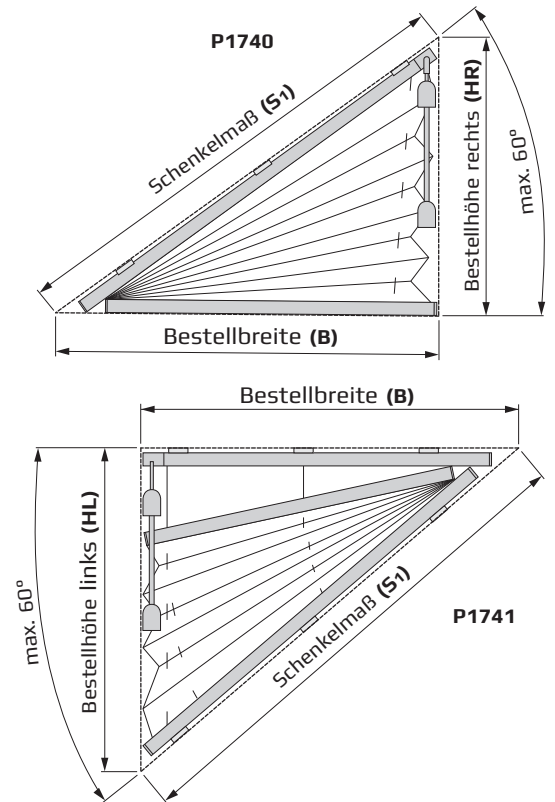 P1740
Schenkelmaß (S1)
Bestellhöhe rechts (HR)
max. 60°
Bestellbreite (B)
Bestellbreite (B)
max. 60°
Bestellhöhe links (HL)
Schenkelmaß (S1)
P1741